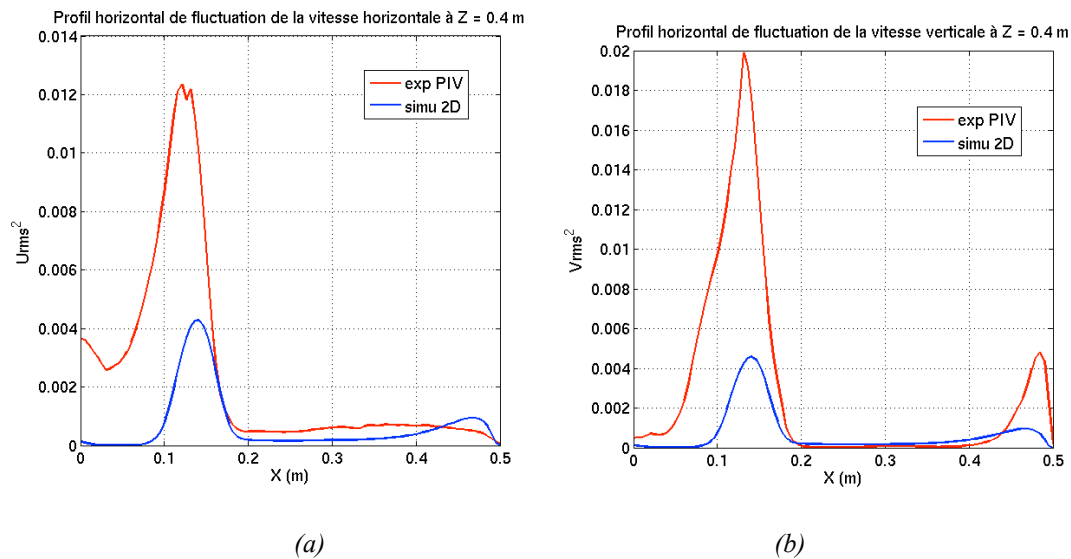 Profil horizontal de fluctuation de la vitesse horizontale à Z = 0.4 m
0.014
0.012
0.01
0.008
0.006
0.004
0.002
0
Urms²
exp PIV
simu 2D
0 0.1 0.2 0.3 0.4 0.5
X (m)
(a)
Profil horizontal de fluctuation de la vitesse verticale à Z = 0.4 m
0.02
0.018
0.016
0.014
0.012
0.01
0.008
0.006
0.004
0.002
0
Vrms²
exp PIV
simu 2D
0 0.1 0.2 0.3 0.4 0.5
X (m)
(b)